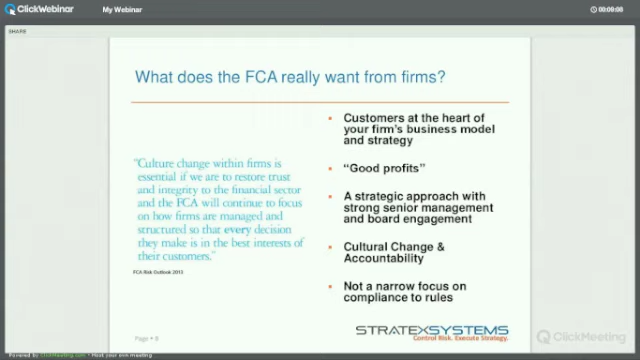 ClickWebinar
My Webinar
00:09:08
SHARE
What does the FCA really want from firms?
"Culture change within firms is
essential if we are to restore trust
and integrity to the financial sector
and the FCA will continue to focus
on how firms are managed and
structured so that every decision
they make is in the best interests of
their customers."
FCA Risk Outlook 2013
• Customers at the heart of
your firm's business model
and strategy
• "Good profits"
• A strategic approach with
strong senior management
and board engagement
• Cultural Change &
Accountability
• Not a narrow focus on
compliance to rules
Page • 9
STRATEXSYSTEMS
Control Risk. Execute Strategy.
ClickMeeting
Powered by ClickMeeting.com - Host your own meeting